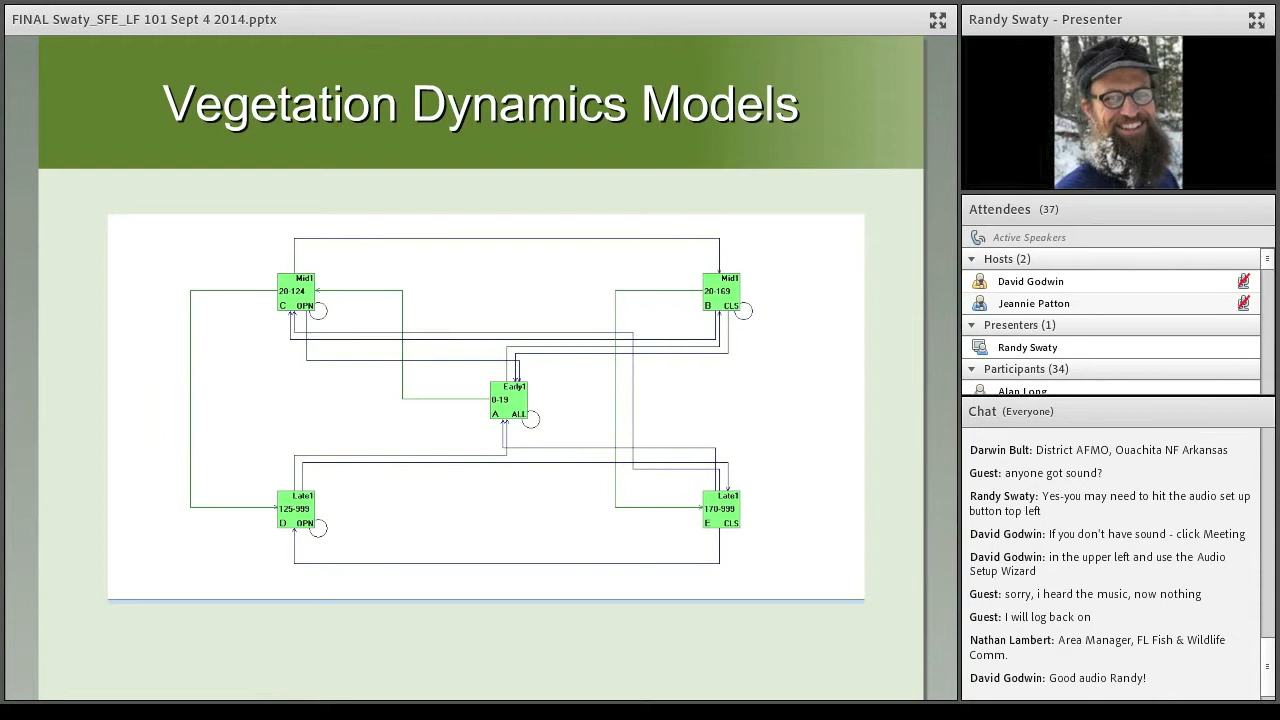 FINAL Swaty_SFE_LF 101 Sept 4 2014.pptx
Vegetation Dynamics Models
Mid1
20-124
C OPN
Mid1
20-169
B CLS
Early1
0-19
A ALL
Late1
125-999
D OPN
Late1
170-999
E CLS
Randy Swaty - Presenter
Attendees (37)
Active Speakers
Hosts (2)
David Godwin
Jeannie Patton
Presenters (1)
Randy Swaty
Participants (34)
Alan Long
Chat (Everyone)
Darwin Bult: District AFMO, Ouachita NF Arkansas
Guest: anyone got sound?
Randy Swaty: Yes-you may need to hit the audio set up
button top left
David Godwin: If you don't have sound - click Meeting
David Godwin: in the upper left and use the Audio
Setup Wizard
Guest: sorry, i heard the music, now nothing
Guest: I will log back on
Nathan Lambert: Area Manager, FL Fish & Wildlife
Comm.
David Godwin: Good audio Randy!